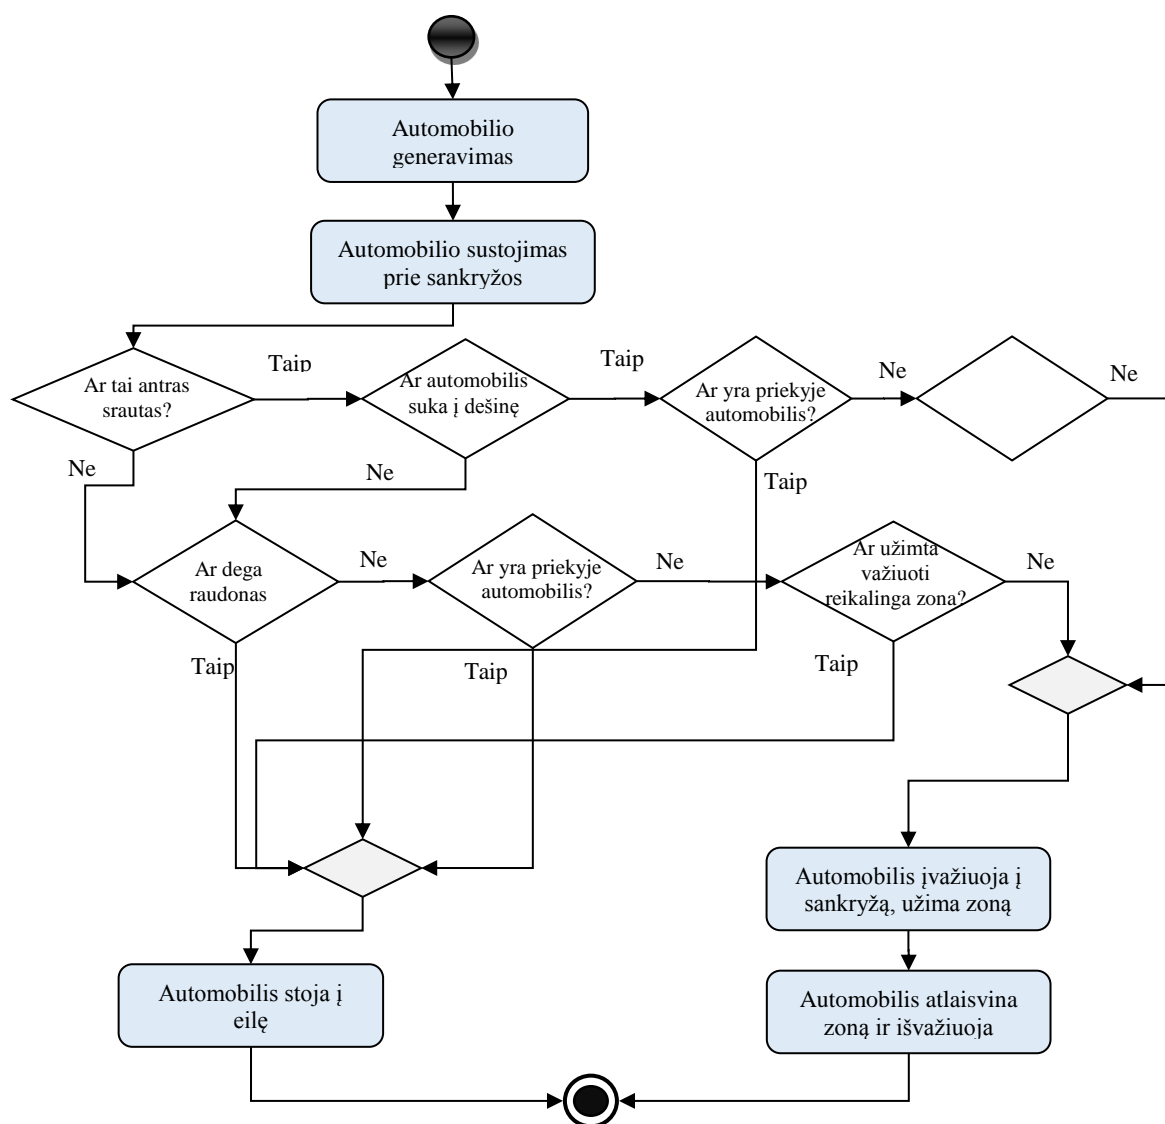 Automobilio
generavimas
Automobilio sustojimas
prie sankryžos
Taip
Taip
Ne
Ne
Ar tai antras
srautas?
Ar automobilis
suka į dešinę
Ar yra priekyje
automobilis?
Ne
Ne
Taip
Ar dega
raudonas
Ne
Ar yra priekyje
automobilis?
Ne
Ar užimta
važiuoti
reikalinga zona?
Ne
Taip
Taip
Taip
Automobilis įvažiuoja į
sankryžą, užima zoną
Automobilis stoja į
eilę
Automobilis atlaisvina
zoną ir išvažiuoja